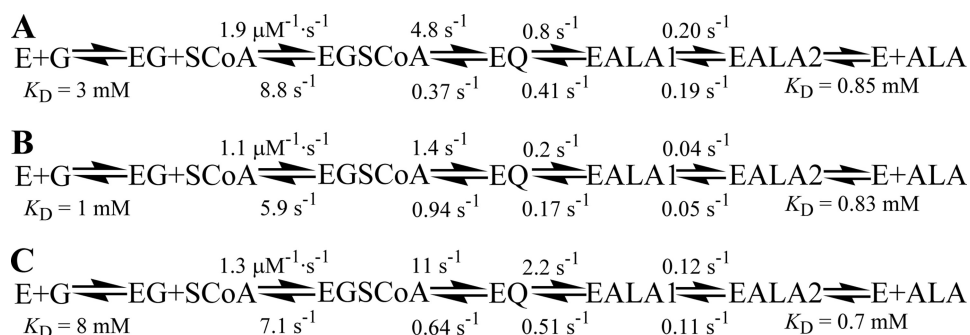 A
1.9 μM⁻¹·s⁻¹ 4.8 s⁻¹ 0.8 s⁻¹ 0.20 s⁻¹
E+G ⇌ EG+SCoA ⇌ EGSCoA ⇌ EQ ⇌ EALA1 ⇌ EALA2 ⇌ E+ALA
K_D = 3 mM 8.8 s⁻¹ 0.37 s⁻¹ 0.41 s⁻¹ 0.19 s⁻¹ K_D = 0.85 mM
B
1.1 μM⁻¹·s⁻¹ 1.4 s⁻¹ 0.2 s⁻¹ 0.04 s⁻¹
E+G ⇌ EG+SCoA ⇌ EGSCoA ⇌ EQ ⇌ EALA1 ⇌ EALA2 ⇌ E+ALA
K_D = 1 mM 5.9 s⁻¹ 0.94 s⁻¹ 0.17 s⁻¹ 0.05 s⁻¹ K_D = 0.83 mM
C
1.3 μM⁻¹·s⁻¹ 11 s⁻¹ 2.2 s⁻¹ 0.12 s⁻¹
E+G ⇌ EG+SCoA ⇌ EGSCoA ⇌ EQ ⇌ EALA1 ⇌ EALA2 ⇌ E+ALA
K_D = 8 mM 7.1 s⁻¹ 0.64 s⁻¹ 0.51 s⁻¹ 0.11 s⁻¹ K_D = 0.7 mM